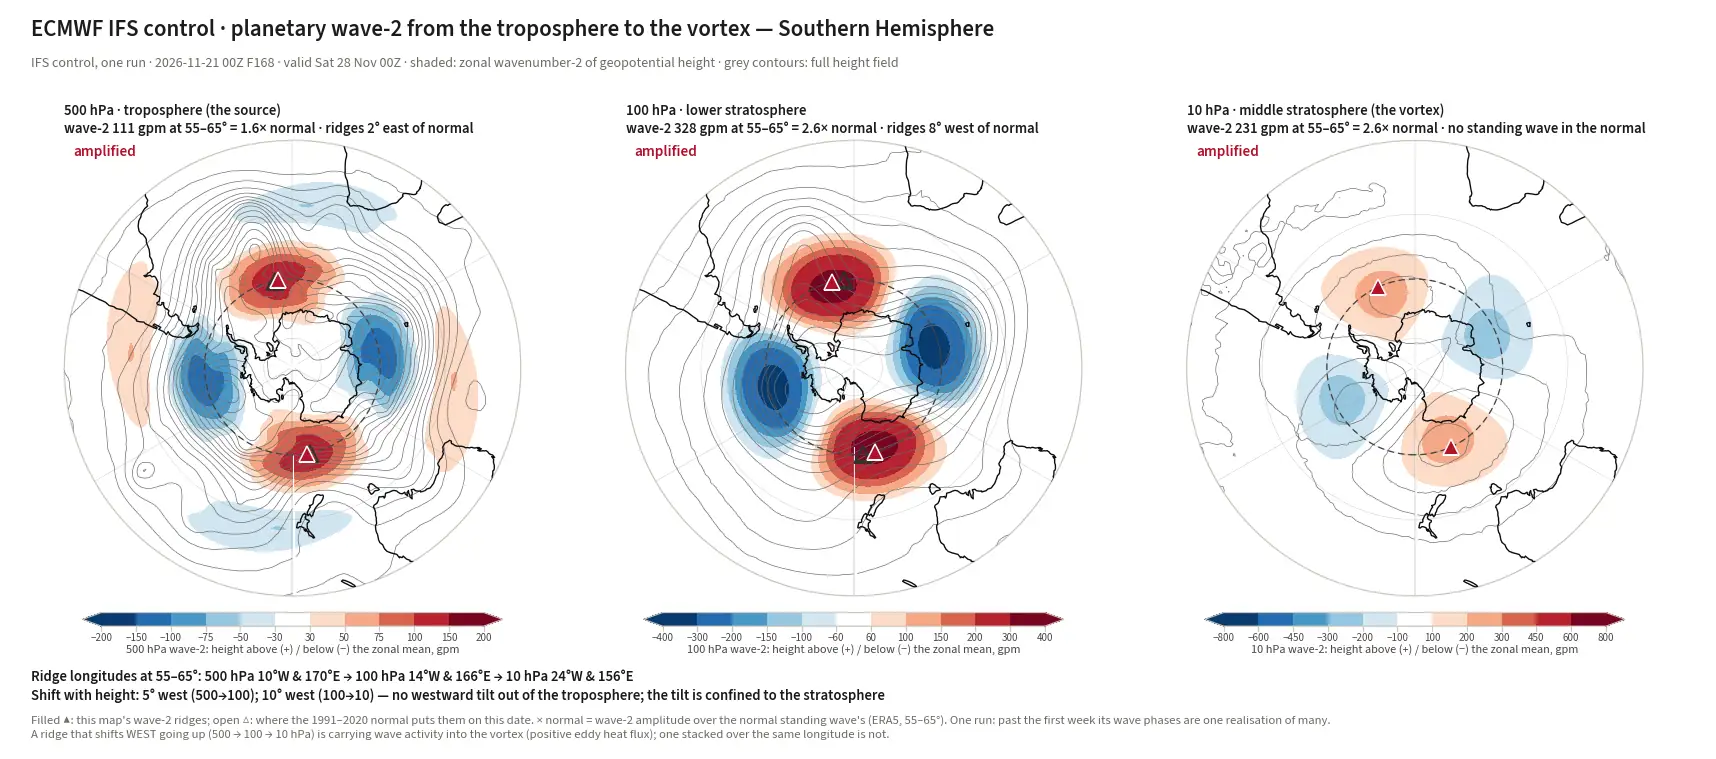 ECMWF IFS control · planetary wave-2 from the troposphere to the vortex — Southern Hemisphere
IFS control, one run · 2026-11-21 00Z F168 · valid Sat 28 Nov 00Z · shaded: zonal wavenumber-2 of geopotential height · grey contours: full height field
500 hPa · troposphere (the source)
wave-2 111 gpm at 55–65° = 1.6× normal · ridges 2° east of normal
amplified
100 hPa · lower stratosphere
wave-2 328 gpm at 55–65° = 2.6× normal · ridges 8° west of normal
amplified
10 hPa · middle stratosphere (the vortex)
wave-2 231 gpm at 55–65° = 2.6× normal · no standing wave in the normal
amplified
−200 −150 −100 −75 −50 −30 30 50 75 100 150 200
500 hPa wave-2: height above (+) / below (−) the zonal mean, gpm
−400 −300 −200 −150 −100 −60 60 100 150 200 300 400
100 hPa wave-2: height above (+) / below (−) the zonal mean, gpm
−800 −600 −450 −300 −200 −100 100 200 300 450 600 800
10 hPa wave-2: height above (+) / below (−) the zonal mean, gpm
Ridge longitudes at 55–65°: 500 hPa 10°W & 170°E → 100 hPa 14°W & 166°E → 10 hPa 24°W & 156°E
Shift with height: 5° west (500→100); 10° west (100→10) — no westward tilt out of the troposphere; the tilt is confined to the stratosphere
Filled ▲: this map's wave-2 ridges; open △: where the 1991–2020 normal puts them on this date. × normal = wave-2 amplitude over the normal standing wave's (ERA5, 55–65°). One run: past the first week its wave phases are one realisation of many.
A ridge that shifts WEST going up (500 → 100 → 10 hPa) is carrying wave activity into the vortex (positive eddy heat flux); one stacked over the same longitude is not.